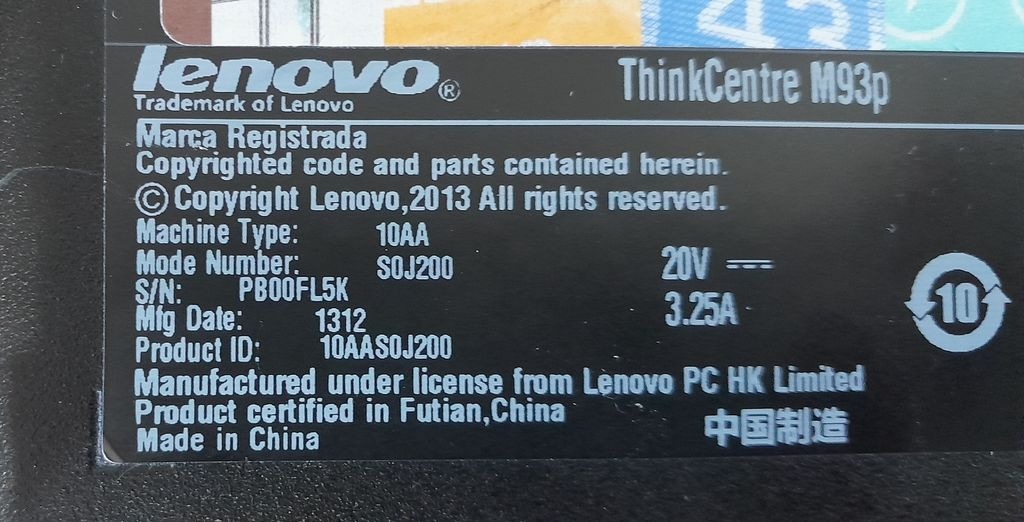 lenovo®
ThinkCentre M93p
Trademark of Lenovo
Marca Registrada
Copyrighted code and parts contained herein.
© Copyright Lenovo,2013 All rights reserved.
Machine Type: 10AA
Mode Number: S0J200
20V ⎓
S/N: PB00FL5K
3.25A
10
Mfg Date: 1312
Product ID: 10AAS0J200
Manufactured under license from Lenovo PC HK Limited
Product certified in Futian,China
中国制造
Made in China